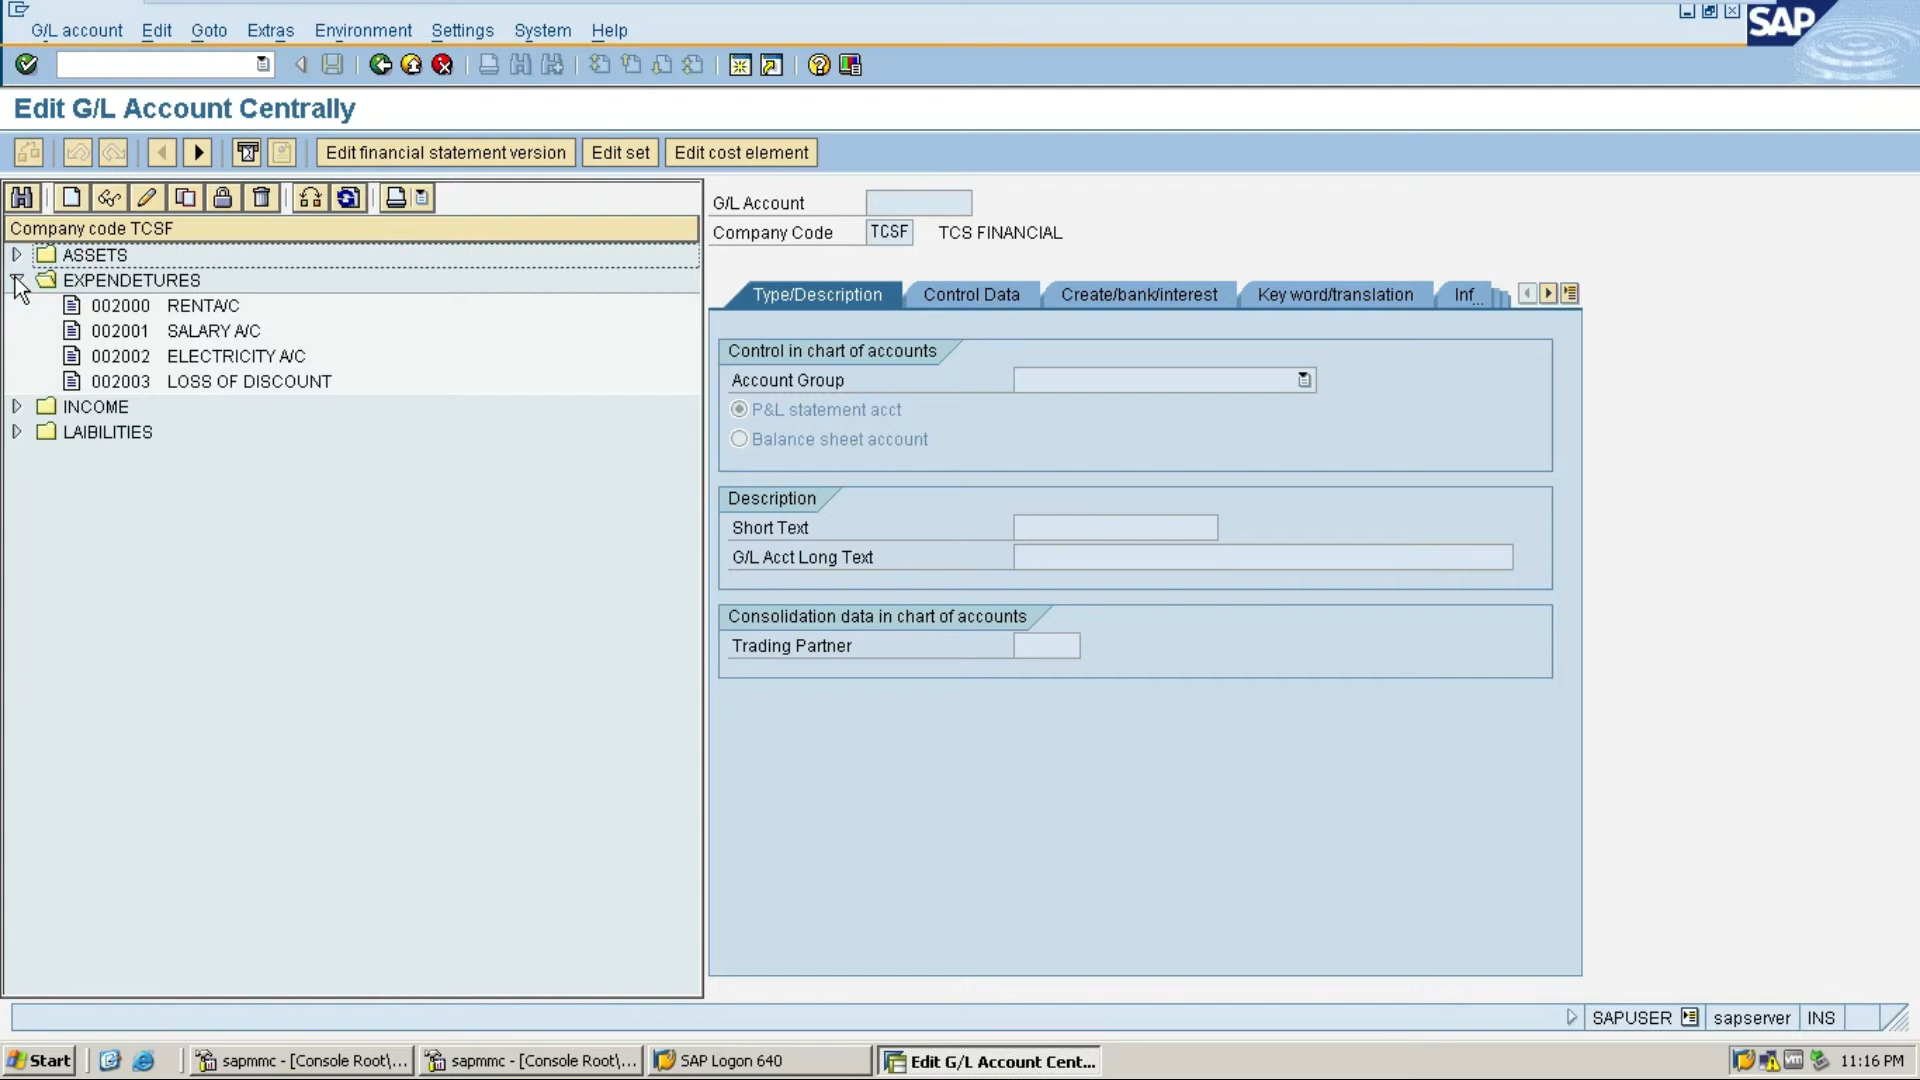 G/L account Edit Goto Extras Environment Settings System Help
SAP
Edit G/L Account Centrally
Edit financial statement version Edit set Edit cost element
Company code TCSF
ASSETS
EXPENDETURES
002000 RENTA/C
002001 SALARY A/C
002002 ELECTRICITY A/C
002003 LOSS OF DISCOUNT
INCOME
LAIBILITIES
G/L Account
Company Code TCSF TCS FINANCIAL
Type/Description Control Data Create/bank/interest Key word/translation Inf...
Control in chart of accounts
Account Group
P&L statement acct
Balance sheet account
Description
Short Text
G/L Acct Long Text
Consolidation data in chart of accounts
Trading Partner
SAPUSER sapserver INS
Start sapmmc - [Console Root\... sapmmc - [Console Root\... SAP Logon 640 Edit G/L Account Cent... 11:16 PM